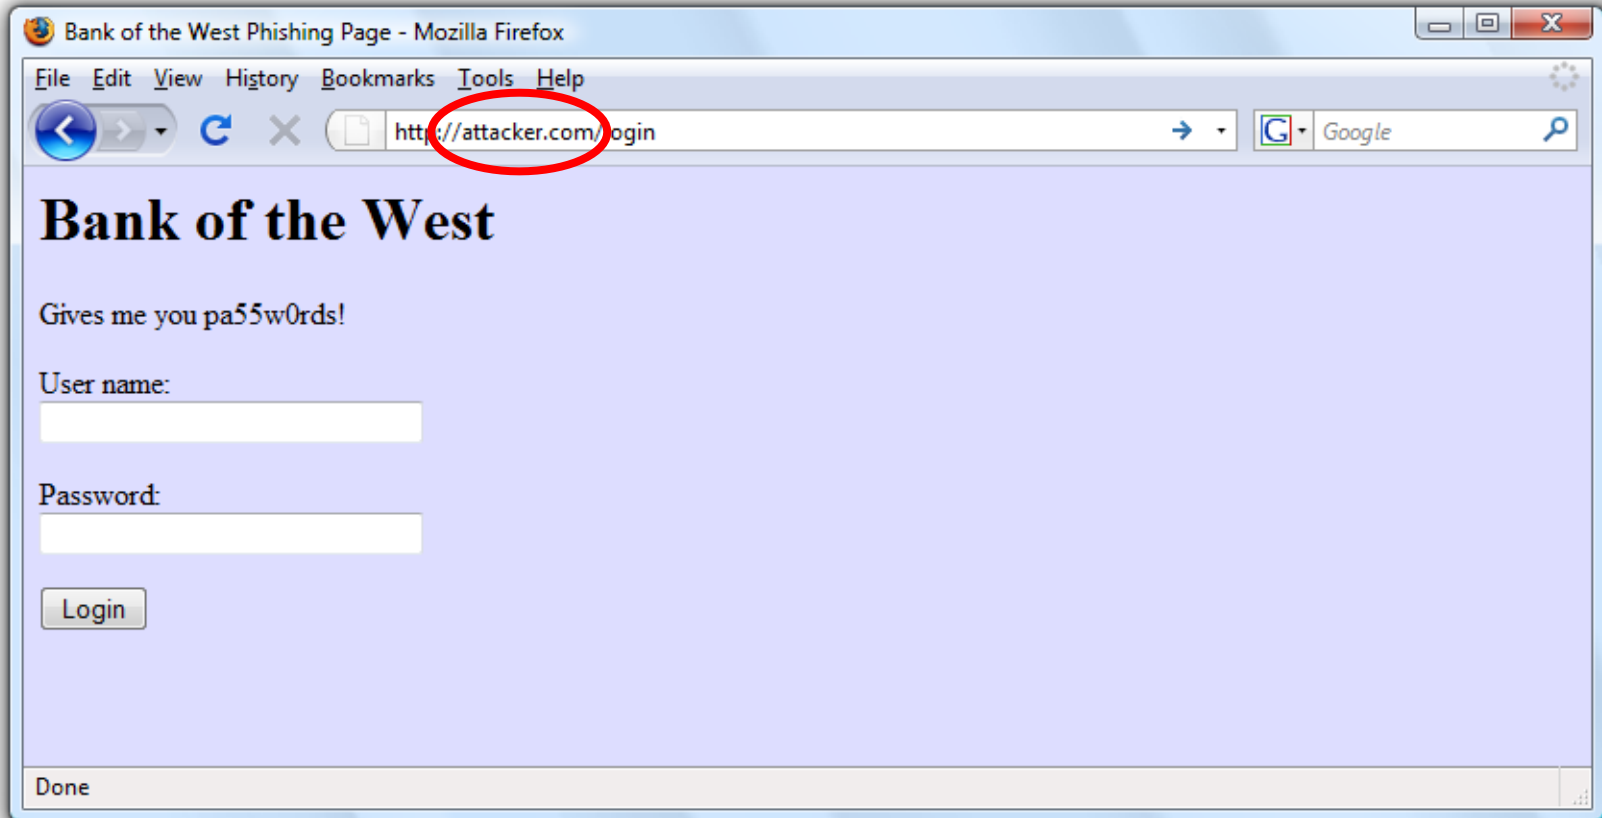 Bank of the West Phishing Page - Mozilla Firefox
File Edit View History Bookmarks Tools Help
http://attacker.com/login
G Google
Bank of the West
Gives me you pa55w0rds!
User name:
Password:
Login
Done